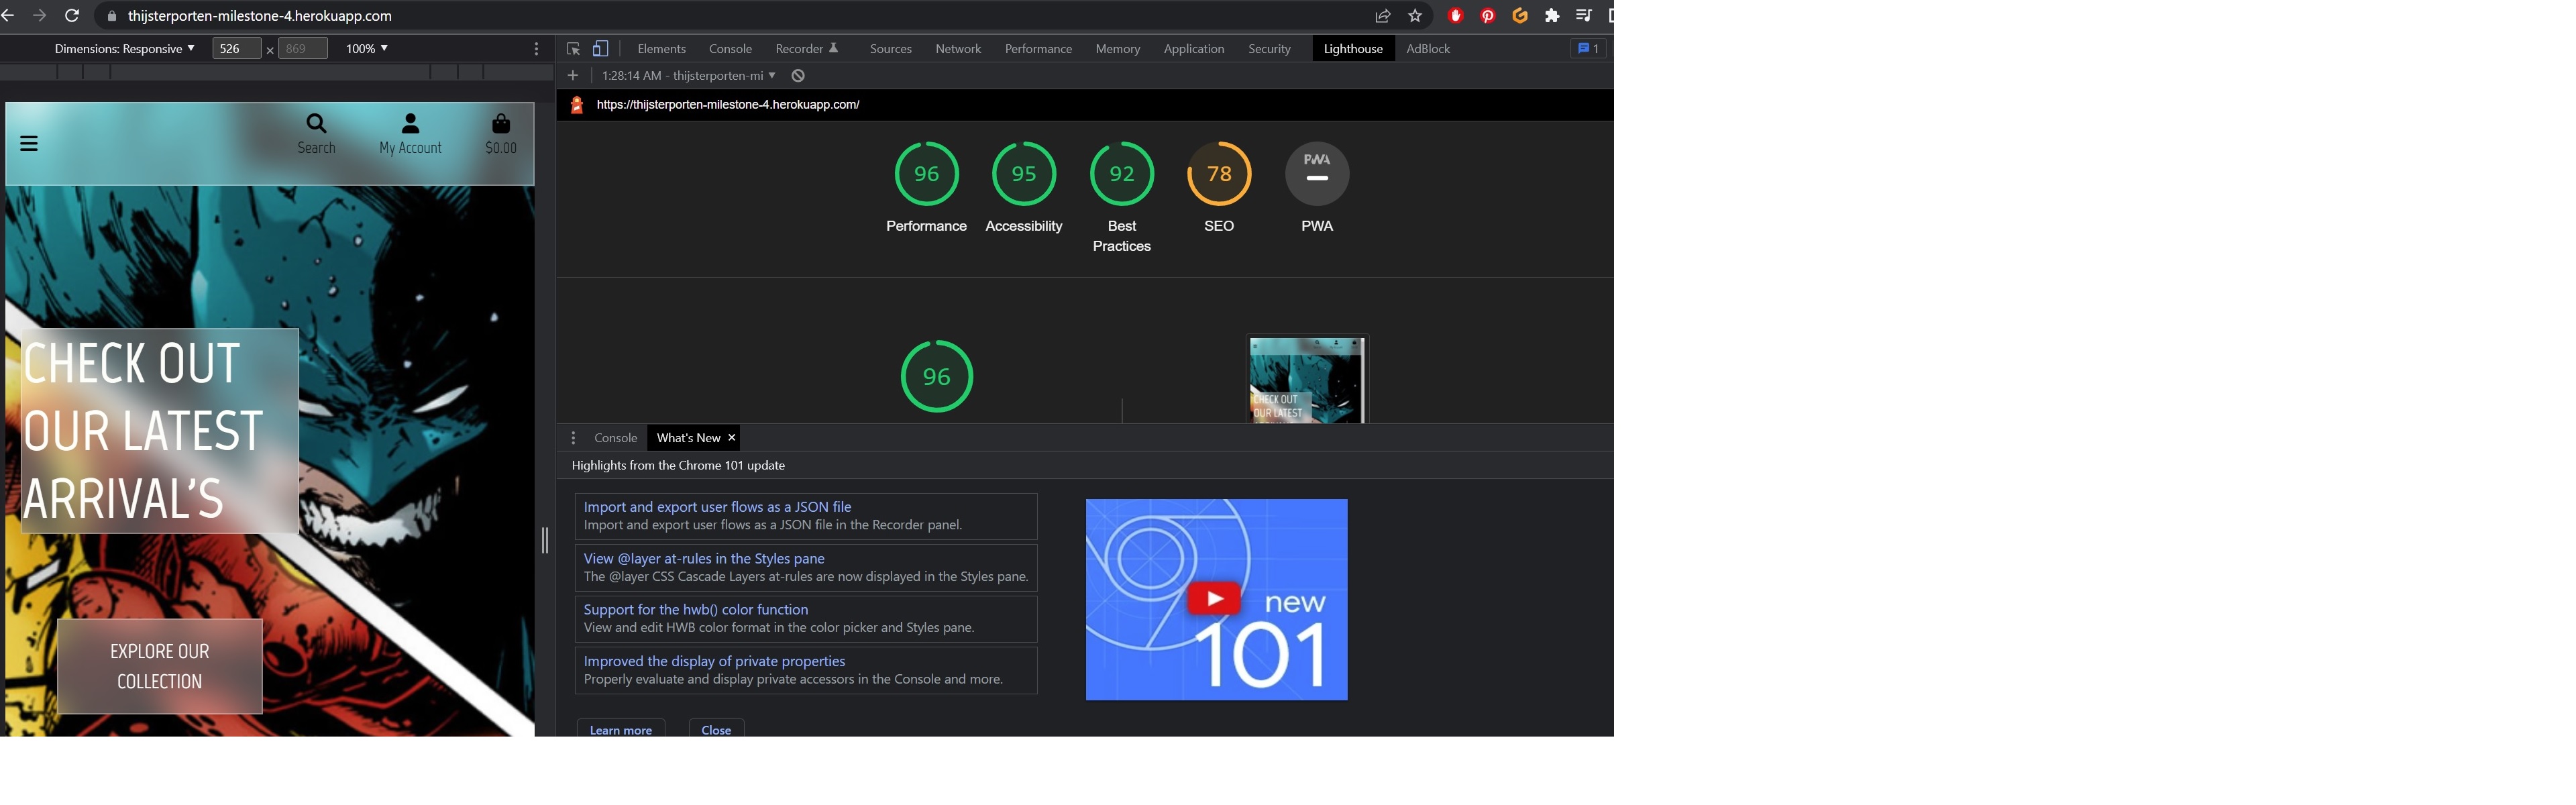 thijsterporten-milestone-4.herokuapp.com
Dimensions: Responsive ▼ 526 × 869 100% ▼
Elements Console Recorder Sources Network Performance Memory Application Security Lighthouse AdBlock 1
1:28:14 AM - thijsterporten-mi ▼
https://thijsterporten-milestone-4.herokuapp.com/
Search My Account $0.00
96 95 92 78 PWA
Performance Accessibility Best Practices SEO PWA
CHECK OUT
OUR LATEST
ARRIVAL’S
EXPLORE OUR
COLLECTION
96
CHECK OUT
OUR LATEST
Console What's New ×
Highlights from the Chrome 101 update
Import and export user flows as a JSON file
Import and export user flows as a JSON file in the Recorder panel.
View @layer at-rules in the Styles pane
The @layer CSS Cascade Layers at-rules are now displayed in the Styles pane.
Support for the hwb() color function
View and edit HWB color format in the color picker and Styles pane.
Improved the display of private properties
Properly evaluate and display private accessors in the Console and more.
new
101
Learn more Close